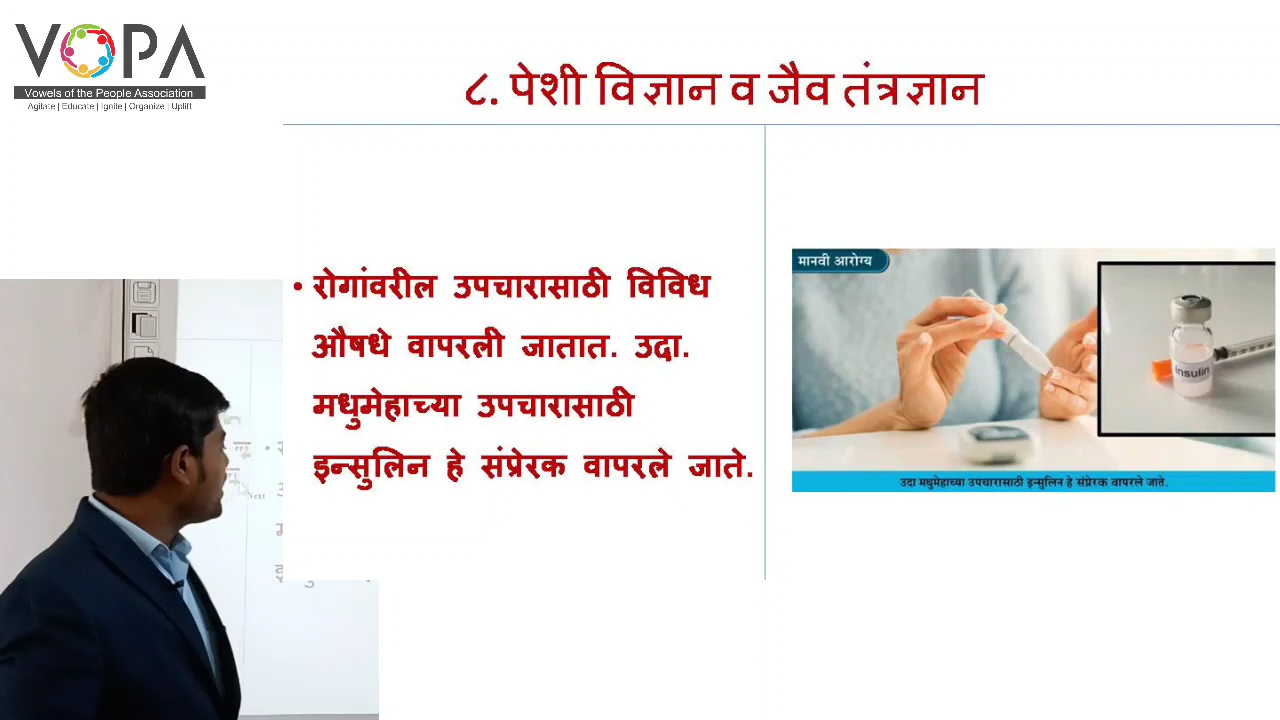 VOPA
Vowels of the People Association
Agitate | Educate | Ignite | Organize | Uplift
८. पेशी विज्ञान व जैव तंत्रज्ञान
• रोगांवरील उपचारासाठी विविध
औषधे वापरली जातात. उदा.
मधुमेहाच्या उपचारासाठी
इन्सुलिन हे संप्रेरक वापरले जाते.
मानवी आरोग्य
Insulin
उदा मधुमेहाच्या उपचारासाठी इन्सुलिन हे संप्रेरक वापरले जाते.